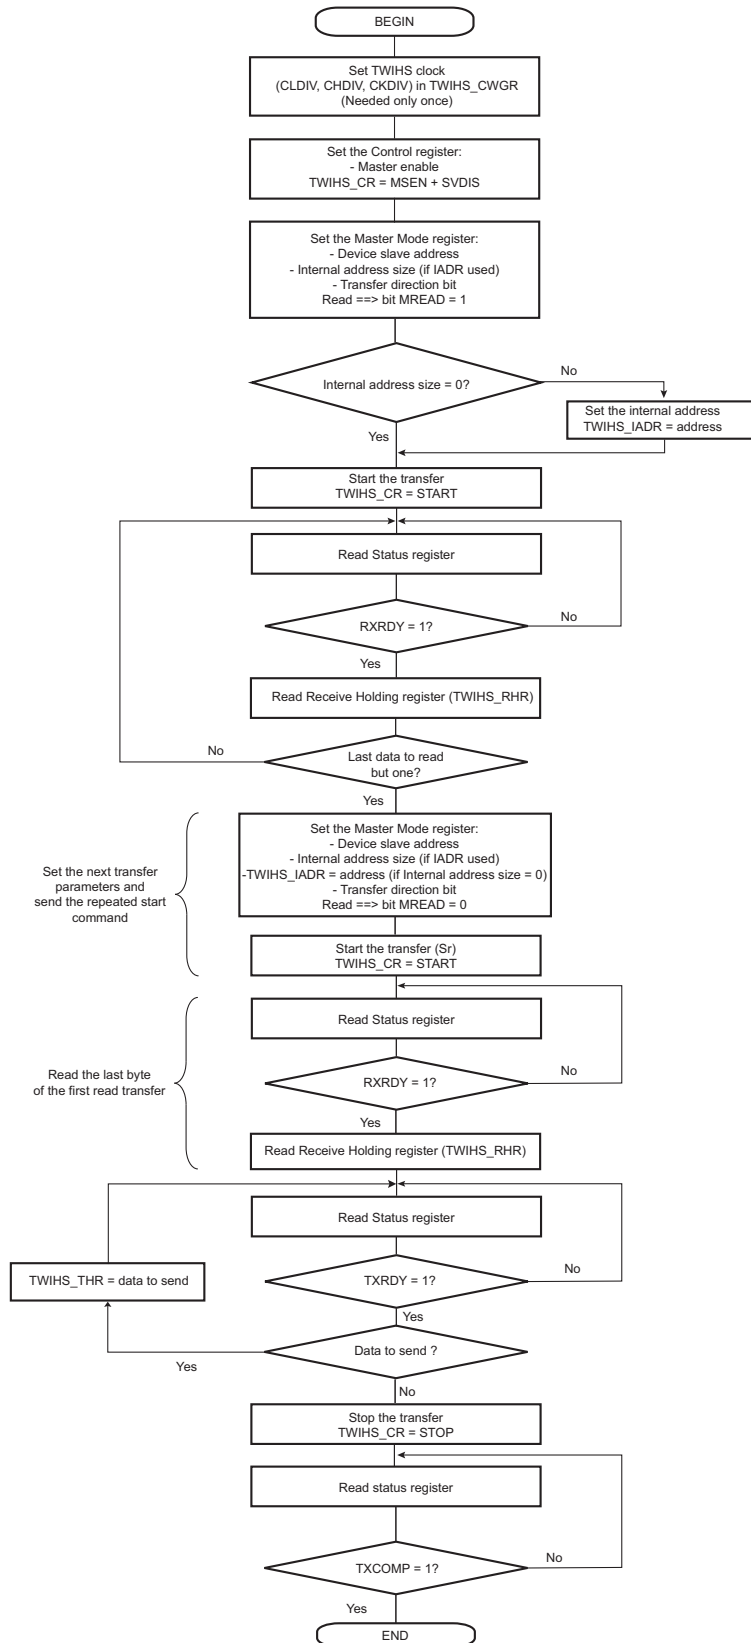 BEGIN
Set TWIHS clock
(CLDIV, CHDIV, CKDIV) in TWIHS_CWGR
(Needed only once)
Set the Control register:
- Master enable
TWIHS_CR = MSEN + SVDIS
Set the Master Mode register:
- Device slave address
- Internal address size (if IADR used)
- Transfer direction bit
Read ==> bit MREAD = 1
Internal address size = 0?
No
Set the internal address
TWIHS_IADR = address
Yes
Start the transfer
TWIHS_CR = START
Read Status register
RXRDY = 1?
No
Yes
Read Receive Holding register (TWIHS_RHR)
No
Last data to read
but one?
Yes
Set the next transfer
parameters and
send the repeated start
command
Set the Master Mode register:
- Device slave address
- Internal address size (if IADR used)
-TWIHS_IADR = address (if Internal address size = 0)
- Transfer direction bit
Read ==> bit MREAD = 0
Start the transfer (Sr)
TWIHS_CR = START
Read the last byte
of the first read transfer
Read Status register
RXRDY = 1?
No
Yes
Read Receive Holding register (TWIHS_RHR)
Read Status register
TWIHS_THR = data to send
TXRDY = 1?
No
Yes
Data to send ?
Yes
No
Stop the transfer
TWIHS_CR = STOP
Read status register
TXCOMP = 1?
No
Yes
END